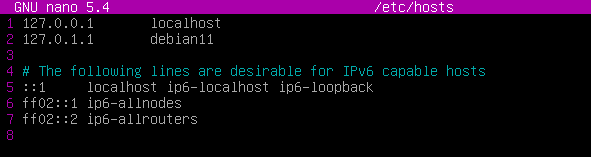 GNU nano 5.4 /etc/hosts
1 127.0.0.1 localhost
2 127.0.1.1 debian11
3
4 # The following lines are desirable for IPv6 capable hosts
5 ::1 localhost ip6-localhost ip6-loopback
6 ff02::1 ip6-allnodes
7 ff02::2 ip6-allrouters
8